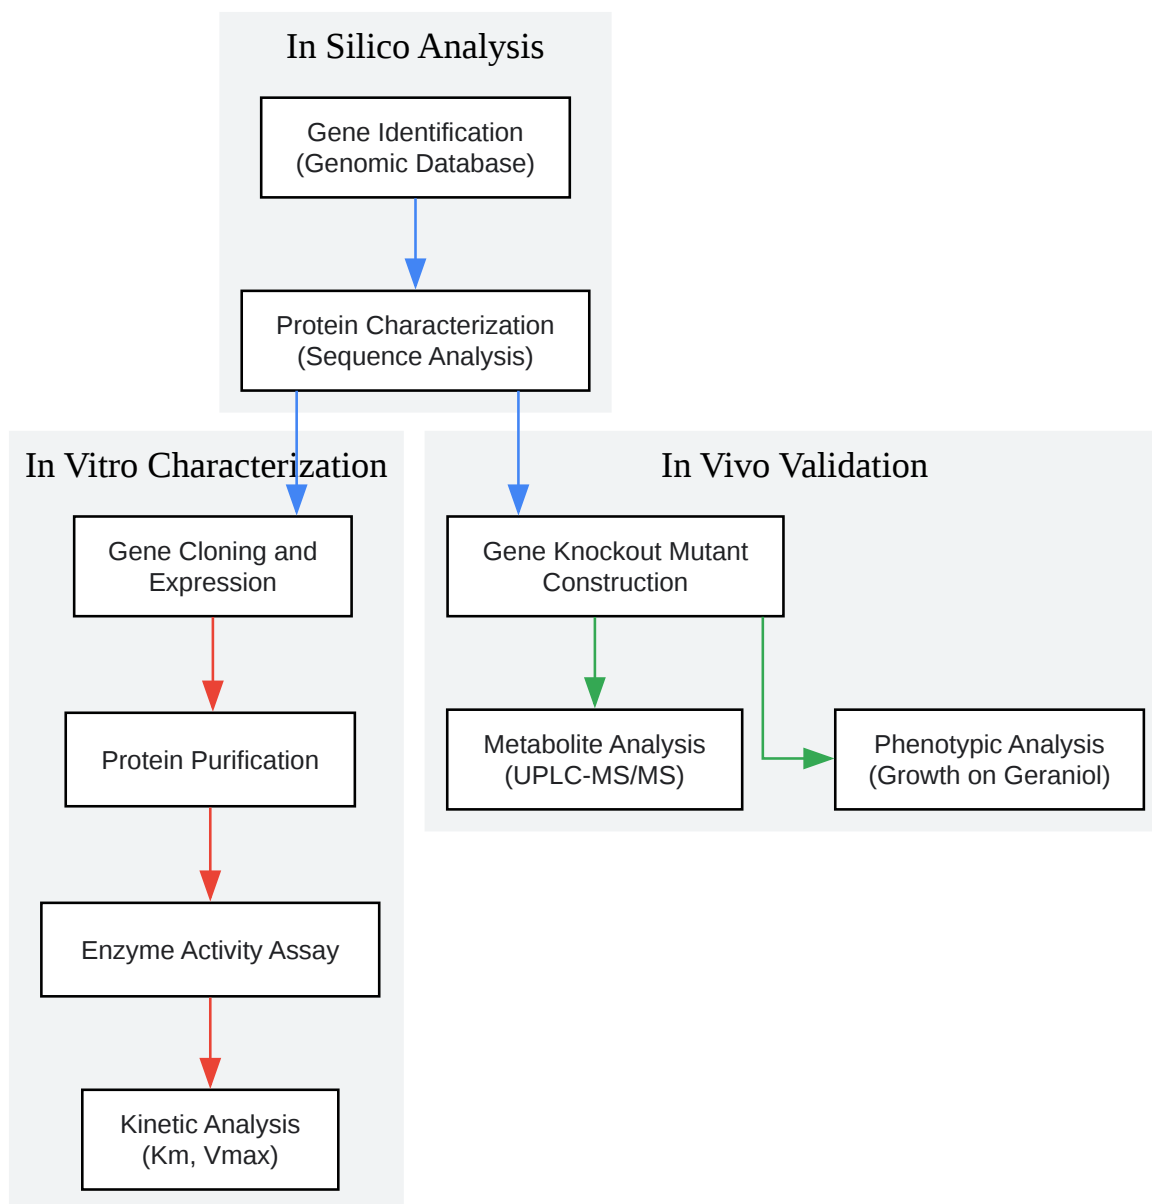 In Silico Analysis
Gene Identification
(Genomic Database)
Protein Characterization
(Sequence Analysis)
In Vitro Characterization
Gene Cloning and
Expression
Protein Purification
Enzyme Activity Assay
Kinetic Analysis
(Km, Vmax)
In Vivo Validation
Gene Knockout Mutant
Construction
Metabolite Analysis
(UPLC-MS/MS)
Phenotypic Analysis
(Growth on Geraniol)